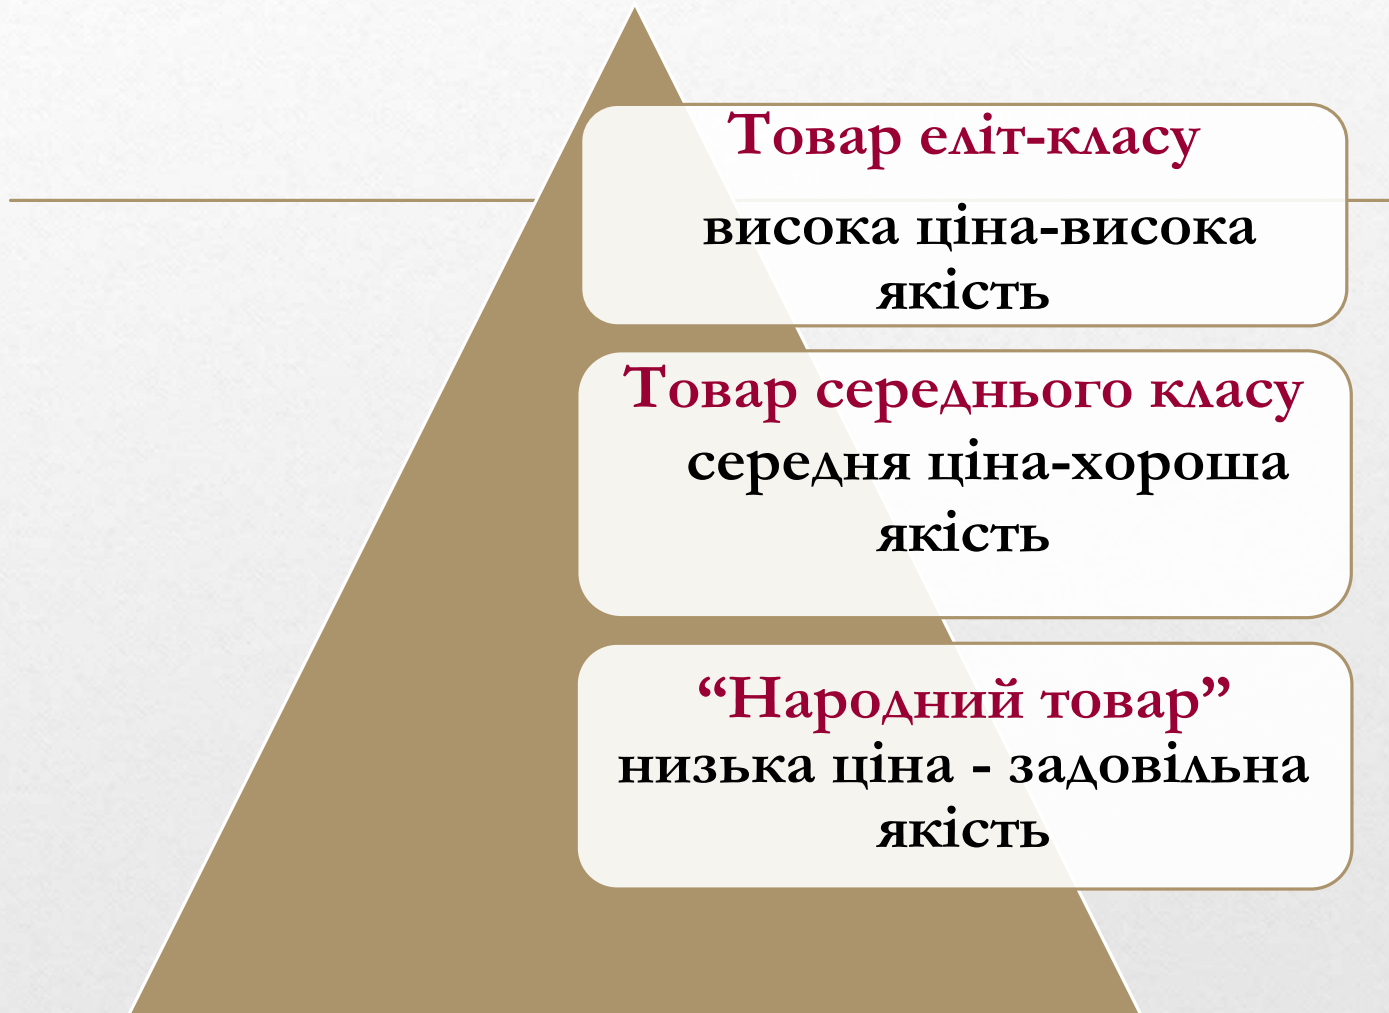 Товар еліт-класу
висока ціна-висока
якість
Товар середнього класу
середня ціна-хороша
якість
“Народний товар”
низька ціна - задовільна
якість